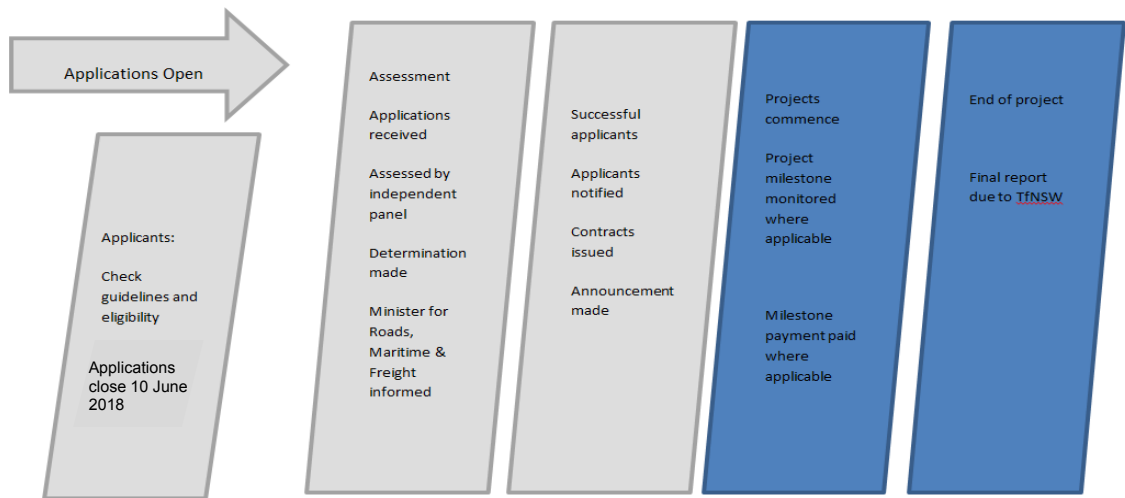 Applications Open
Applicants:
Check
guidelines and
eligibility
Applications
close 10 June
2018
Assessment
Applications
received
Assessed by
independent
panel
Determination
made
Minister for
Roads,
Maritime &
Freight
informed
Successful
applicants
Applicants
notified
Contracts
issued
Announcement
made
Projects
commence
Project
milestone
monitored
where
applicable
Milestone
payment paid
where
applicable
End of project
Final report
due to TfNSW